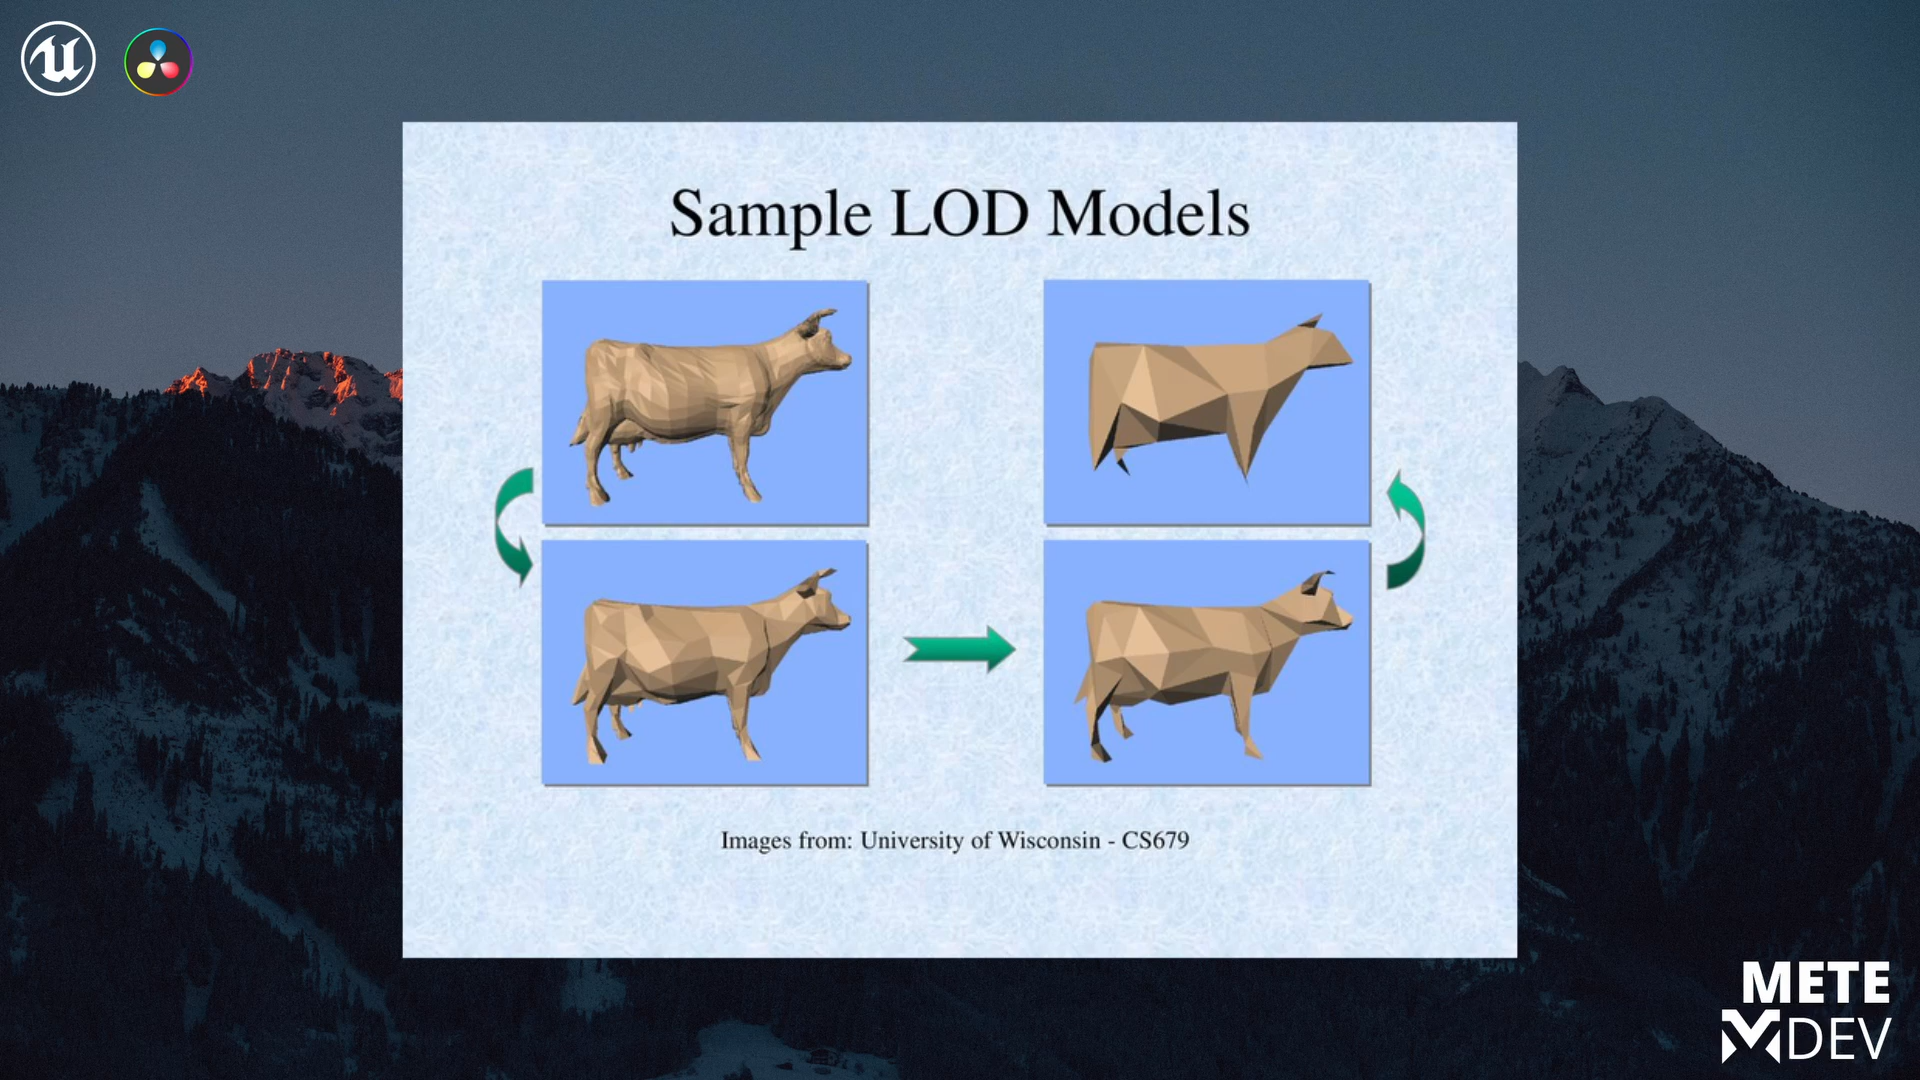 Sample LOD Models
Images from: University of Wisconsin - CS679
METE
DEV